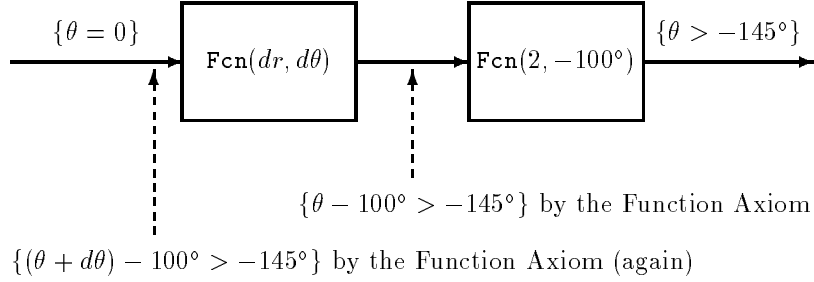 {θ = 0}
Fcn(dr, dθ)
Fcn(2, −100°)
{θ > −145°}
{θ − 100° > −145°} by the Function Axiom
{(θ + dθ) − 100° > −145°} by the Function Axiom (again)